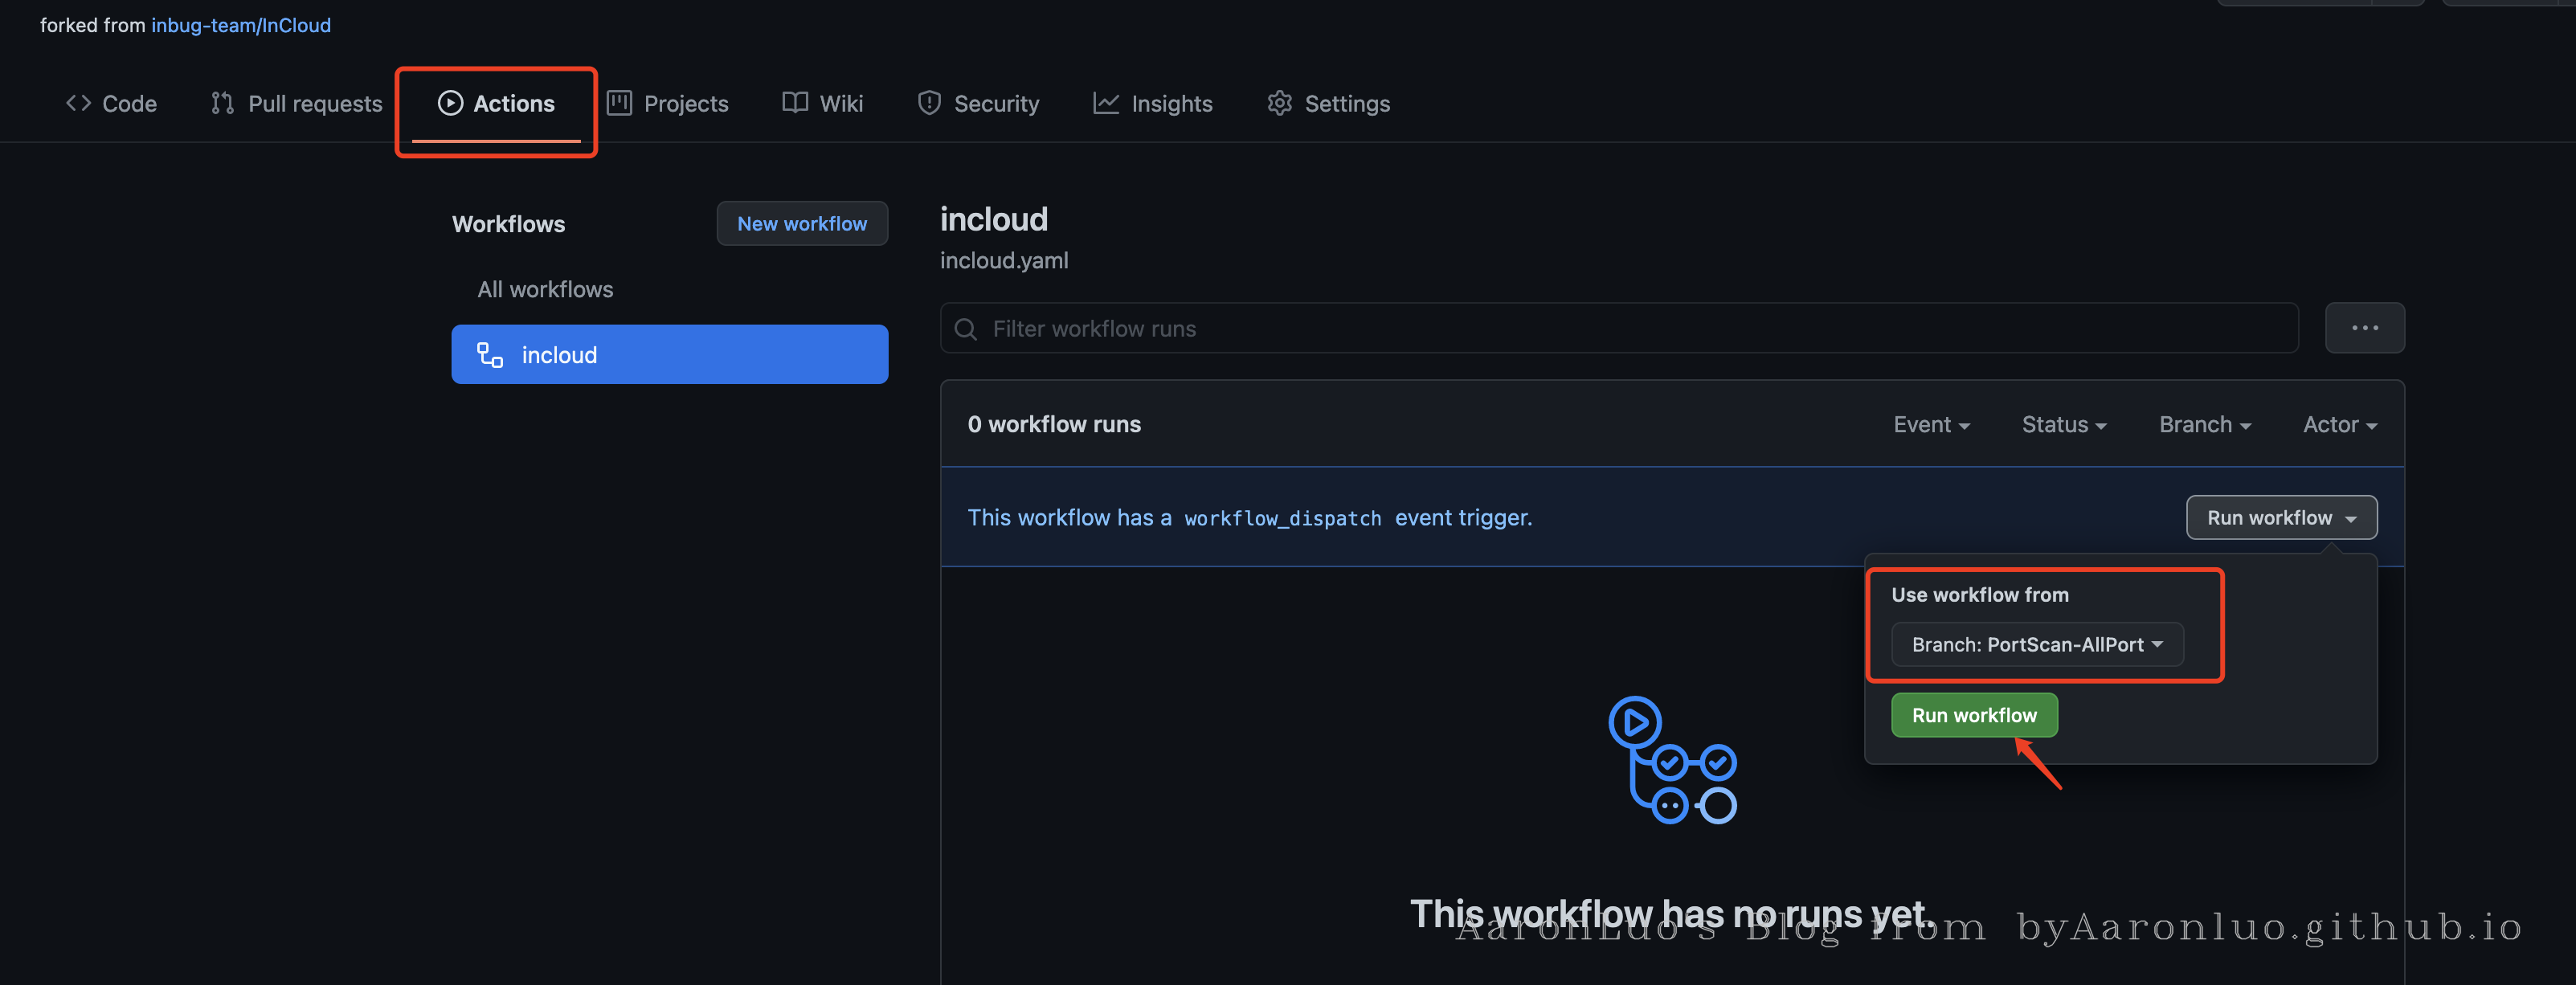 forked from inbug-team/InCloud
Code Pull requests Actions Projects Wiki Security Insights Settings
Workflows
New workflow
All workflows
incloud
incloud
incloud.yaml
Filter workflow runs
0 workflow runs
Event Status Branch Actor
This workflow has a workflow_dispatch event trigger.
Run workflow
Use workflow from
Branch: PortScan-AllPort
Run workflow
This workflow has no runs yet.
AaronLuo's Blog From byAaronluo.github.io